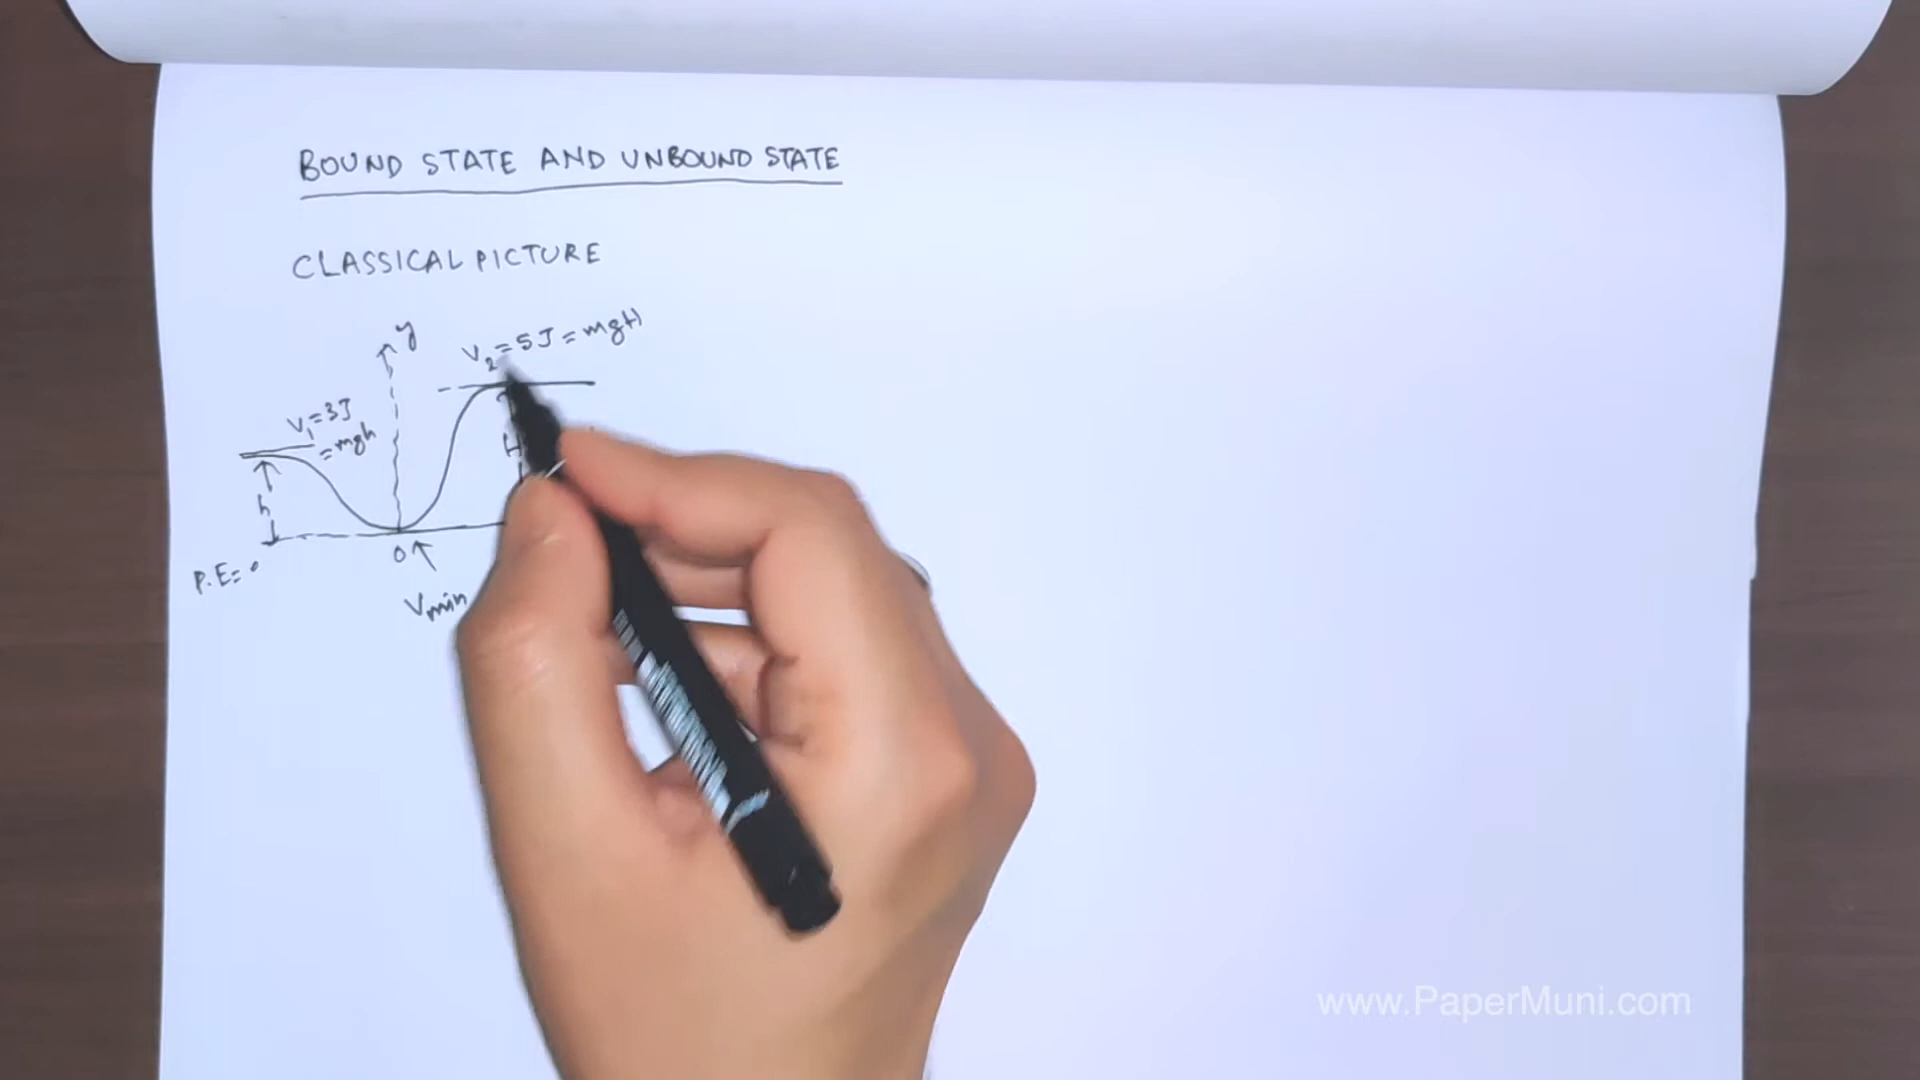 BOUND STATE AND UNBOUND STATE
CLASSICAL PICTURE
y
V2 = 5J = mgH
V1 = 3J
= mgh
h
H
0
P.E = 0
Vmin
www.PaperMuni.com